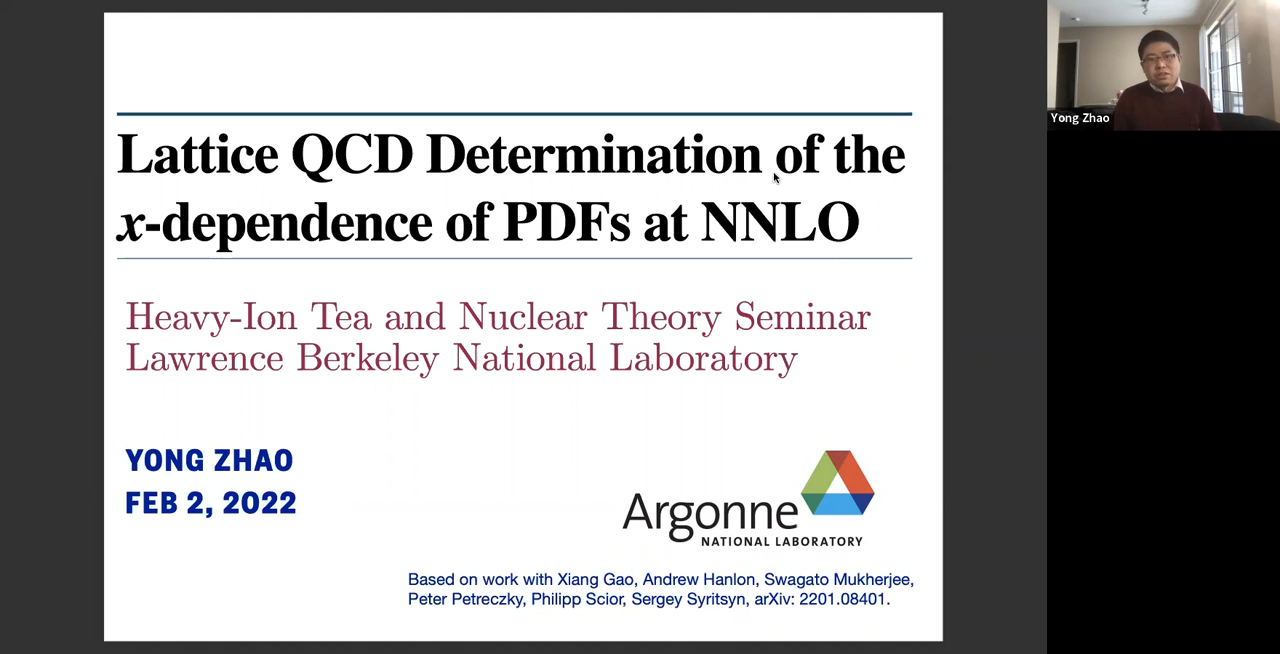 Lattice QCD Determination of the
x-dependence of PDFs at NNLO
Heavy-Ion Tea and Nuclear Theory Seminar
Lawrence Berkeley National Laboratory
YONG ZHAO
FEB 2, 2022
Argonne
NATIONAL LABORATORY
Based on work with Xiang Gao, Andrew Hanlon, Swagato Mukherjee,
Peter Petreczky, Philipp Scior, Sergey Syritsyn, arXiv: 2201.08401.
Yong Zhao